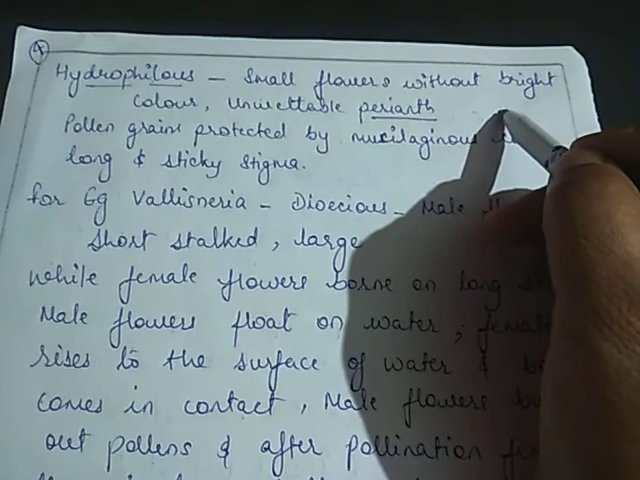 4
Hydrophilous - Small flowers without bright
colour, Unwettable perianth
Pollen grains protected by mucilaginous
long & sticky stigma.
for Eg Vallisneria - Dioecious - Male
short stalked, large
While female flowers borne on long
Male flowers float on water; female
rises to the surface of water &
comes in contact, Male flowers
out pollens & after pollination